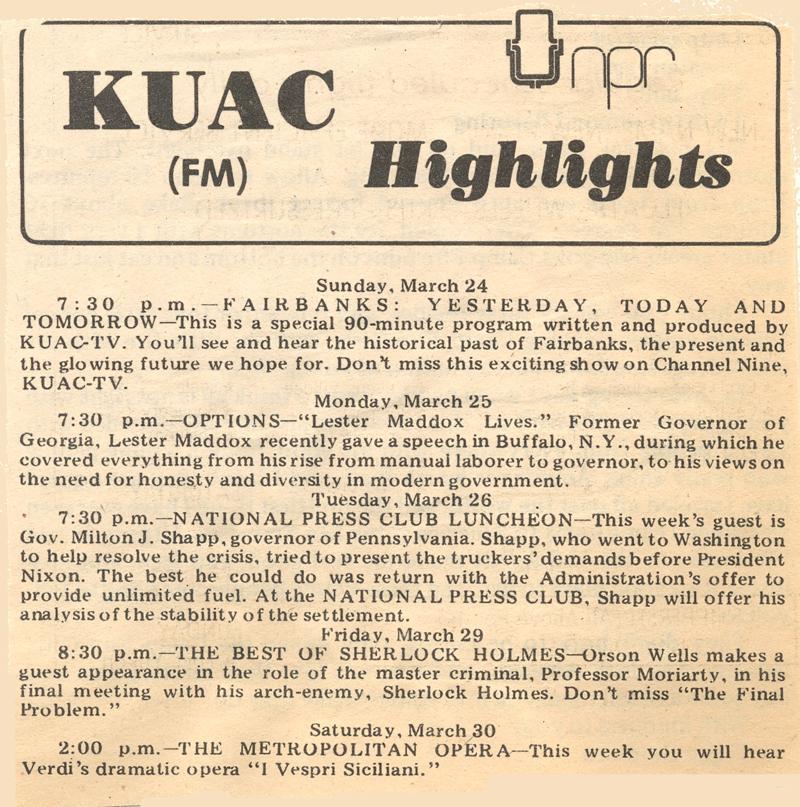 KUAC
npr
(FM)
Highlights
Sunday, March 24
7:30 p.m.—FAIRBANKS: YESTERDAY, TODAY AND
TOMORROW—This is a special 90-minute program written and produced by
KUAC-TV. You'll see and hear the historical past of Fairbanks, the present and
the glowing future we hope for. Don't miss this exciting show on Channel Nine,
KUAC-TV.
Monday, March 25
7:30 p.m.—OPTIONS—“Lester Maddox Lives.” Former Governor of
Georgia, Lester Maddox recently gave a speech in Buffalo, N.Y., during which he
covered everything from his rise from manual laborer to governor, to his views on
the need for honesty and diversity in modern government.
Tuesday, March 26
7:30 p.m.—NATIONAL PRESS CLUB LUNCHEON—This week's guest is
Gov. Milton J. Shapp, governor of Pennsylvania. Shapp, who went to Washington
to help resolve the crisis, tried to present the truckers' demands before President
Nixon. The best he could do was return with the Administration's offer to
provide unlimited fuel. At the NATIONAL PRESS CLUB, Shapp will offer his
analysis of the stability of the settlement.
Friday, March 29
8:30 p.m.—THE BEST OF SHERLOCK HOLMES—Orson Wells makes a
guest appearance in the role of the master criminal, Professor Moriarty, in his
final meeting with his arch-enemy, Sherlock Holmes. Don't miss “The Final
Problem.”
Saturday, March 30
2:00 p.m.—THE METROPOLITAN OPERA—This week you will hear
Verdi's dramatic opera “I Vespri Siciliani.”